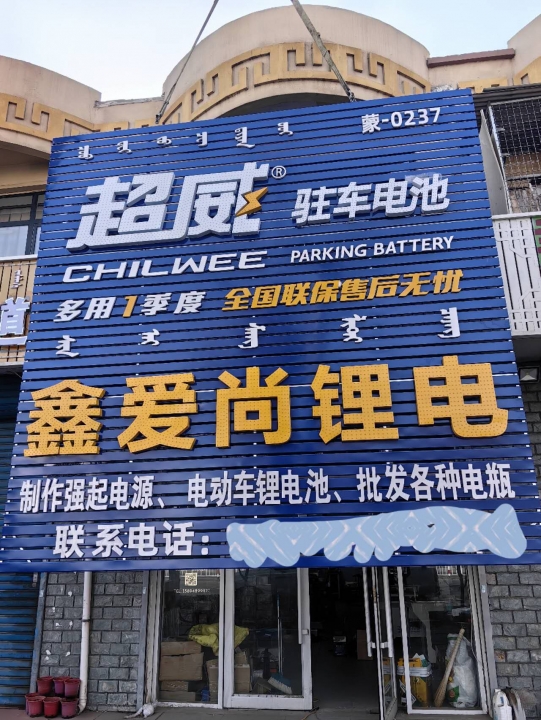 蒙-0237
超威® 驻车电池
CHILWEE PARKING BATTERY
多用1季度 全国联保售后无忧
鑫爱尚锂电
制作强起电源、电动车锂电池、批发各种电瓶
联系电话:
首